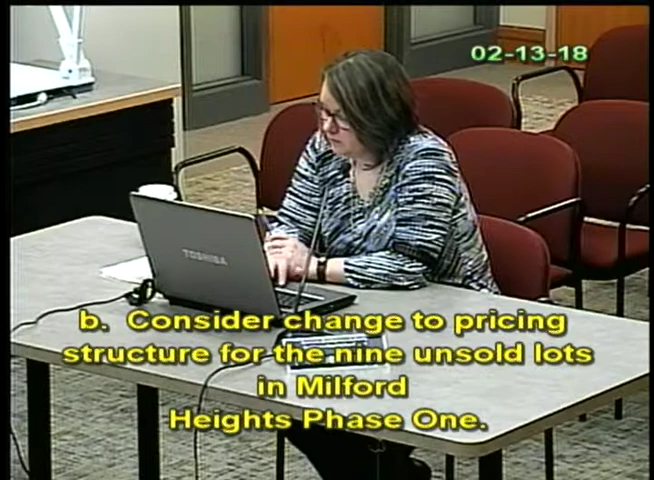 02-13-18
TOSHIBA
b. Consider change to pricing
structure for the nine unsold lots
in Milford
Heights Phase One.